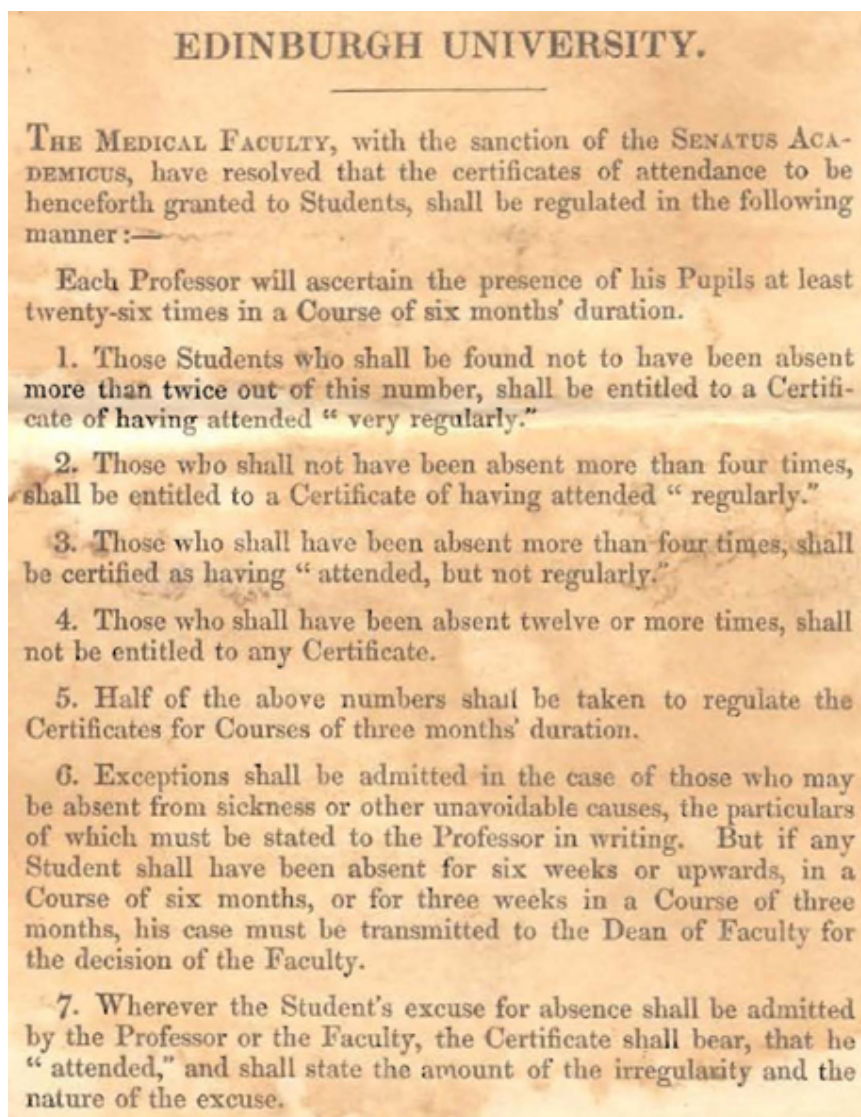 EDINBURGH UNIVERSITY.
THE MEDICAL FACULTY, with the sanction of the SENATUS ACA-
DEMICUS, have resolved that the certificates of attendance to be
henceforth granted to Students, shall be regulated in the following
manner :—
Each Professor will ascertain the presence of his Pupils at least
twenty-six times in a Course of six months' duration.
1. Those Students who shall be found not to have been absent
more than twice out of this number, shall be entitled to a Certifi-
cate of having attended " very regularly."
2. Those who shall not have been absent more than four times,
shall be entitled to a Certificate of having attended " regularly."
3. Those who shall have been absent more than four times, shall
be certified as having " attended, but not regularly."
4. Those who shall have been absent twelve or more times, shall
not be entitled to any Certificate.
5. Half of the above numbers shall be taken to regulate the
Certificates for Courses of three months' duration.
6. Exceptions shall be admitted in the case of those who may
be absent from sickness or other unavoidable causes, the particulars
of which must be stated to the Professor in writing. But if any
Student shall have been absent for six weeks or upwards, in a
Course of six months, or for three weeks in a Course of three
months, his case must be transmitted to the Dean of Faculty for
the decision of the Faculty.
7. Wherever the Student's excuse for absence shall be admitted
by the Professor or the Faculty, the Certificate shall bear, that he
" attended," and shall state the amount of the irregularity and the
nature of the excuse.